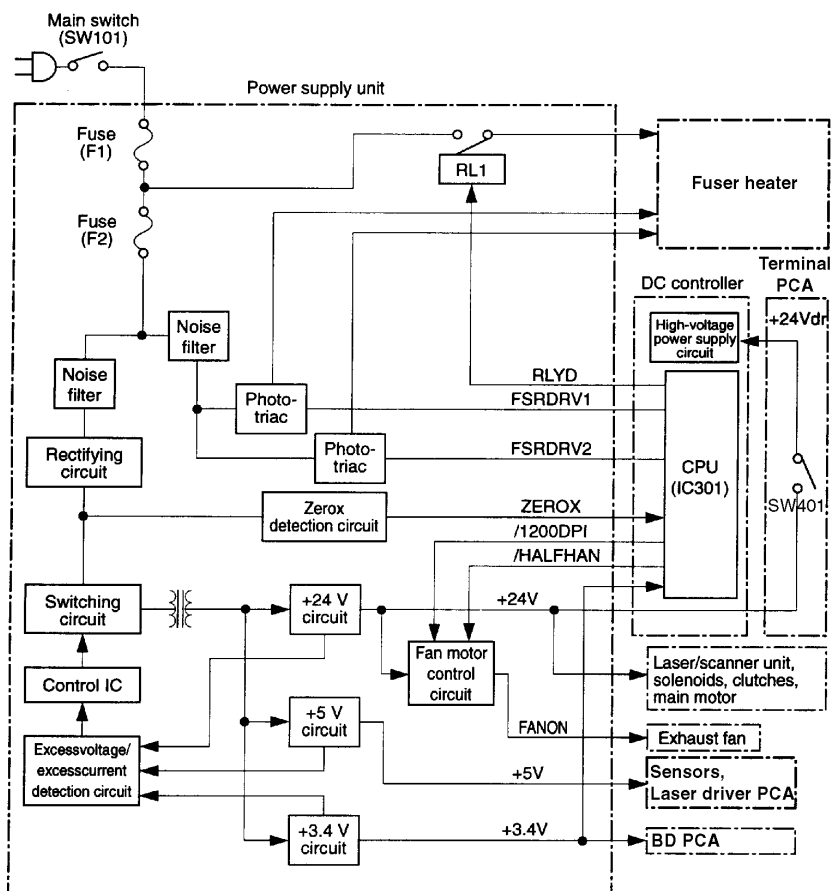 Main switch
(SW101)
Power supply unit
Fuse
(F1)
RL1
Fuser heater
Fuse
(F2)
Terminal
PCA
DC controller
+24Vdr
High-voltage
power supply
circuit
Noise
filter
Noise
filter
RLYD
Photo-
triac
FSRDRV1
Photo-
triac
FSRDRV2
CPU
(IC301)
Rectifying
circuit
SW401
Zerox
detection circuit
ZEROX
/1200DPI
/HALFHAN
Switching
circuit
+24 V
circuit
+24V
Fan motor
control
circuit
Laser/scanner unit,
solenoids, clutches,
main motor
Control IC
+5 V
circuit
FANON
Exhaust fan
Excessvoltage/
excesscurrent
detection circuit
+5V
Sensors,
Laser driver PCA
+3.4 V
circuit
+3.4V
BD PCA